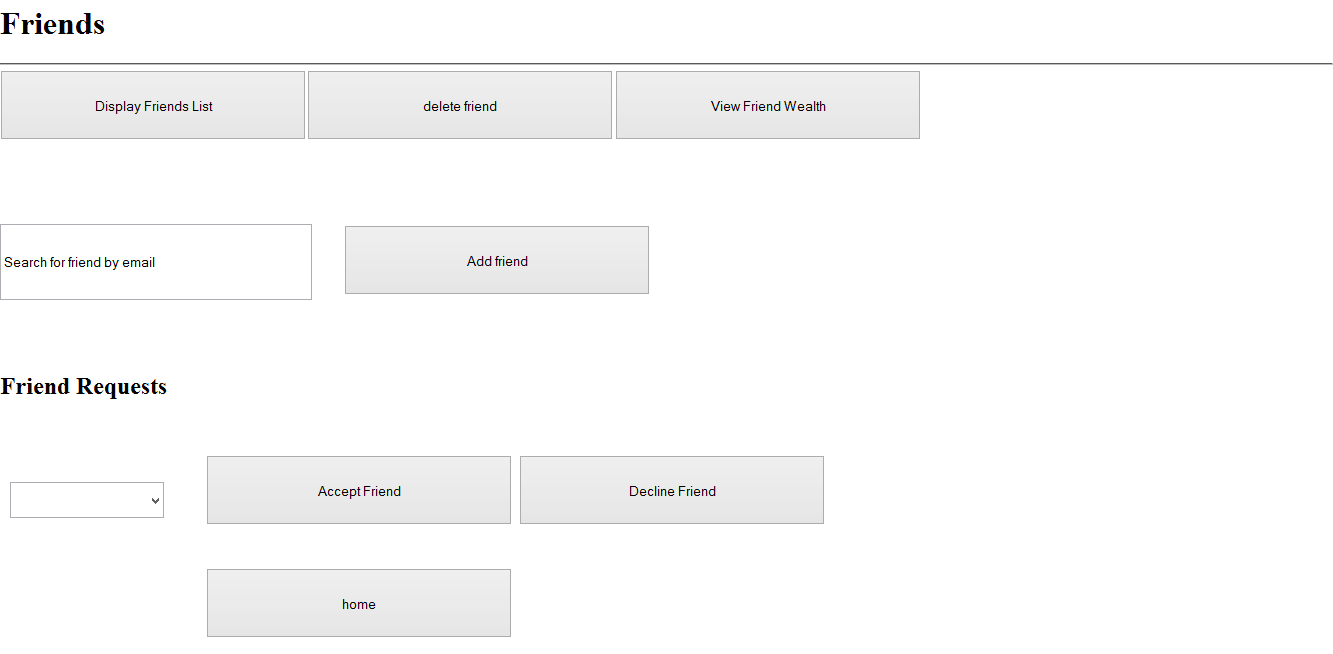 Friends
Display Friends List
delete friend
View Friend Wealth
Search for friend by email
Add friend
Friend Requests
Accept Friend
Decline Friend
home